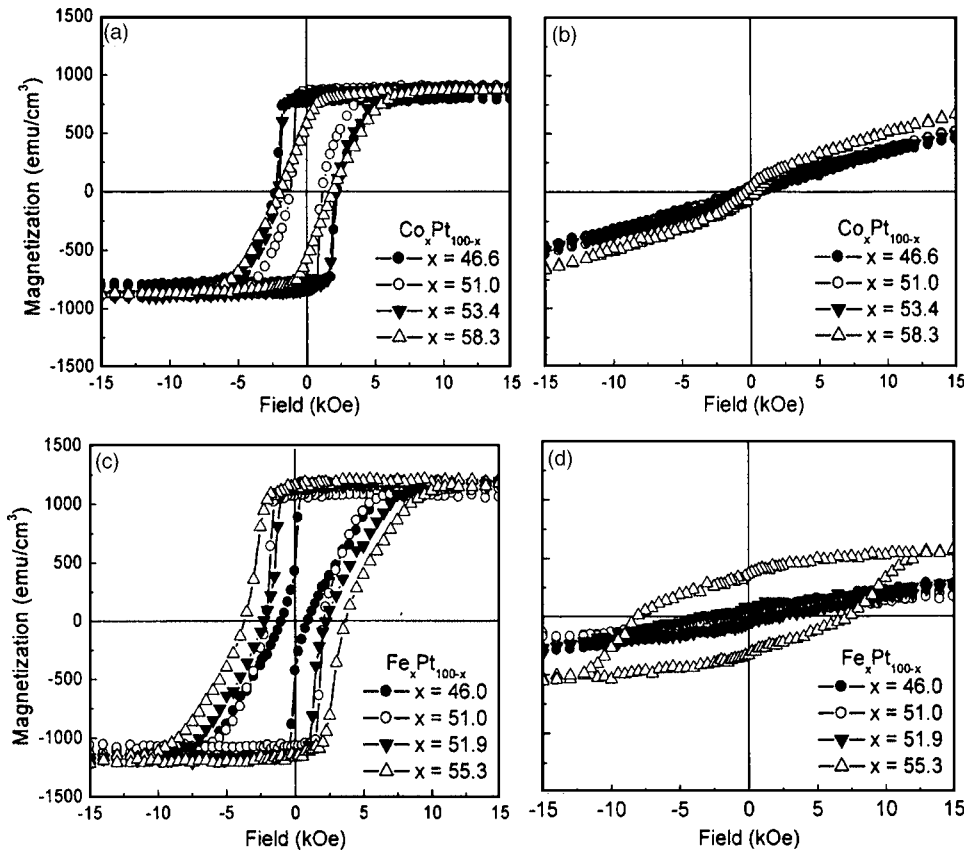 (a)
1500
1000
500
0
-500
-1000
-1500
Magnetization (emu/cm³)
-15 -10 -5 0 5 10 15
Field (kOe)
CoₓPt₁₀₀₋ₓ
x = 46.6
x = 51.0
x = 53.4
x = 58.3
(b)
-15 -10 -5 0 5 10 15
Field (kOe)
CoₓPt₁₀₀₋ₓ
x = 46.6
x = 51.0
x = 53.4
x = 58.3
(c)
1500
1000
500
0
-500
-1000
-1500
Magnetization (emu/cm³)
-15 -10 -5 0 5 10 15
Field (kOe)
FeₓPt₁₀₀₋ₓ
x = 46.0
x = 51.0
x = 51.9
x = 55.3
(d)
-15 -10 -5 0 5 10 15
Field (kOe)
FeₓPt₁₀₀₋ₓ
x = 46.0
x = 51.0
x = 51.9
x = 55.3